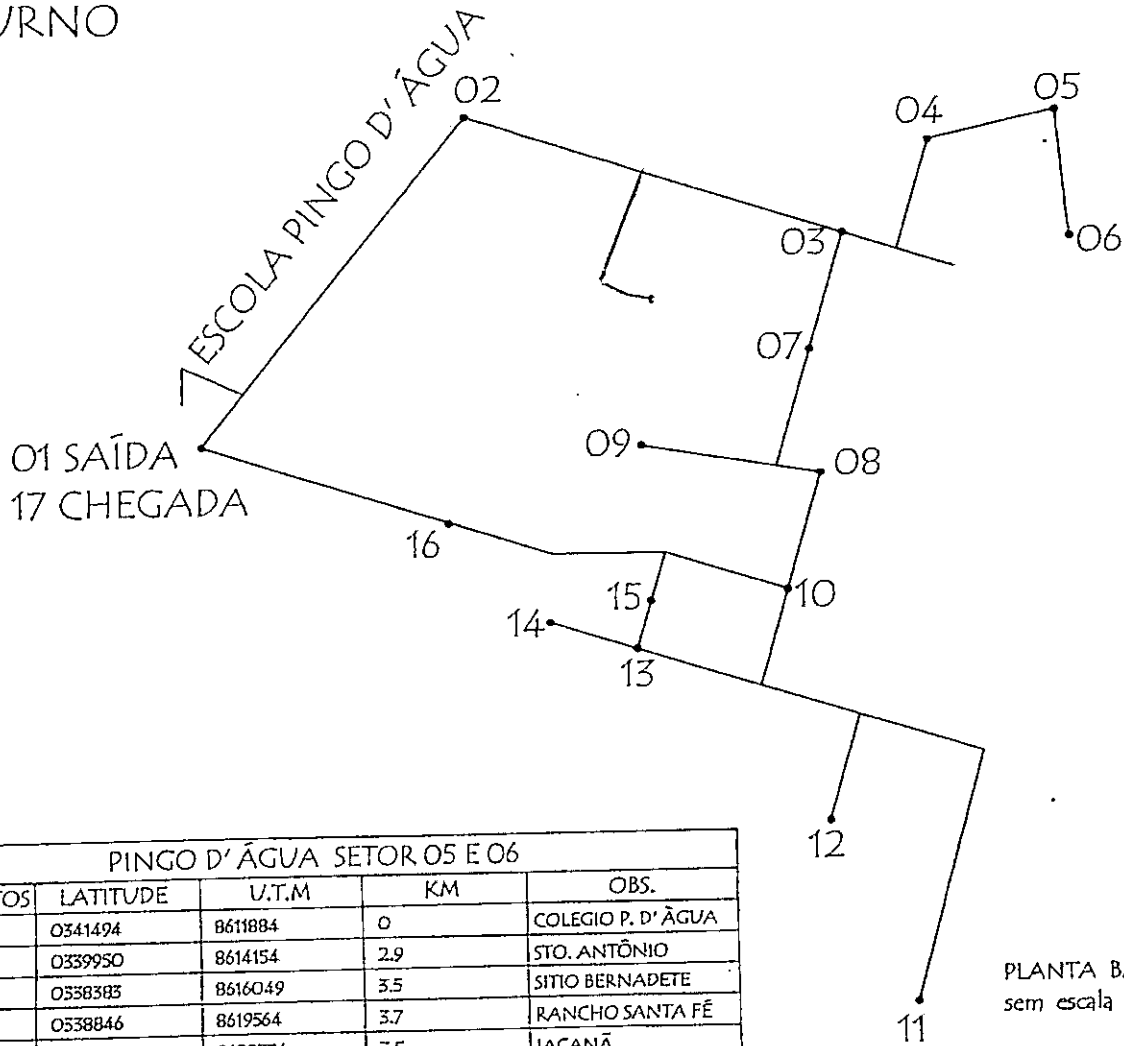 URNO
ESCOLA PINGO D' ÁGUA
02
05
04
03
06
07
09
08
01 SAÍDA
17 CHEGADA
16
15
10
14
13
12
11
PINGO D' ÁGUA SETOR 05 E 06
TOS LATITUDE U.T.M KM OBS.
0341494 8611884 0 COLEGIO P. D' ÀGUA
0339950 8614154 2.9 STO. ANTÔNIO
0338383 8616049 3.5 SITIO BERNADETE
0338846 8619564 3.7 RANCHO SANTA FÉ
JAÇANÃ
PLANTA BA
sem escala